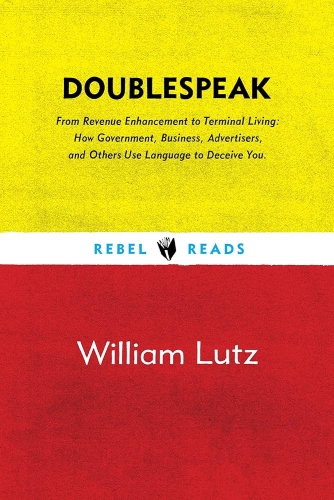 DOUBLESPEAK
From Revenue Enhancement to Terminal Living:
How Government, Business, Advertisers,
and Others Use Language to Deceive You.
REBEL READS
William Lutz